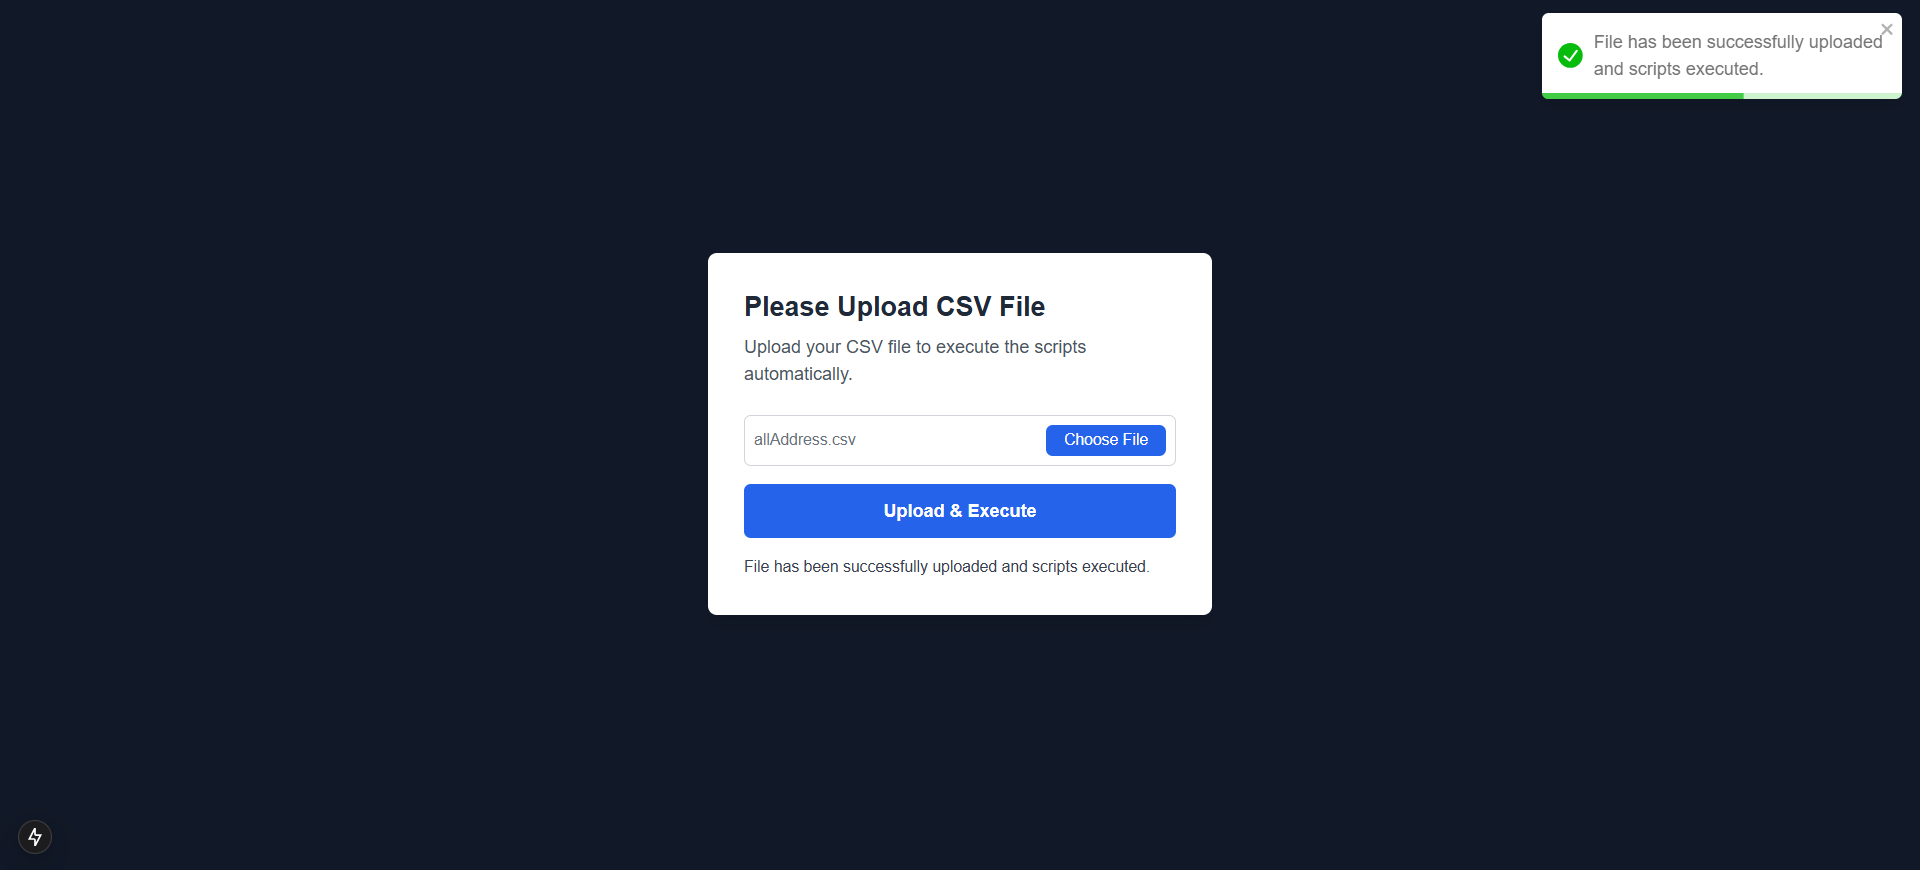 File has been successfully uploaded
and scripts executed.
Please Upload CSV File
Upload your CSV file to execute the scripts
automatically.
allAddress.csv
Choose File
Upload & Execute
File has been successfully uploaded and scripts executed.